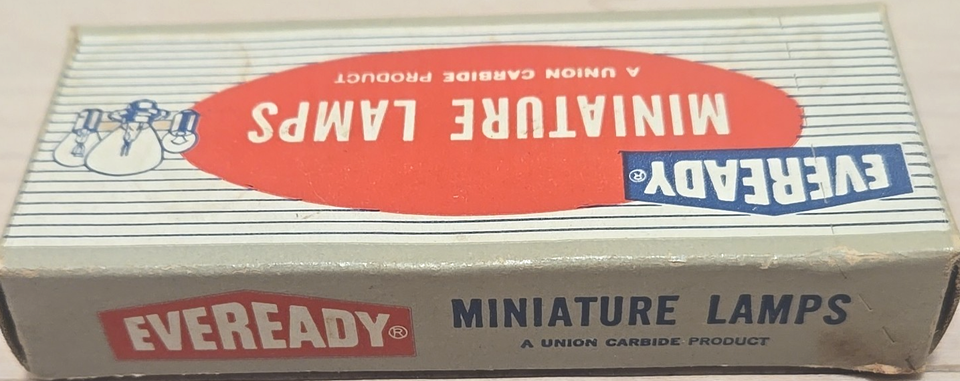 EVEREADY®
MINIATURE LAMPS
A UNION CARBIDE PRODUCT
EVEREADY®
MINIATURE LAMPS
A UNION CARBIDE PRODUCT